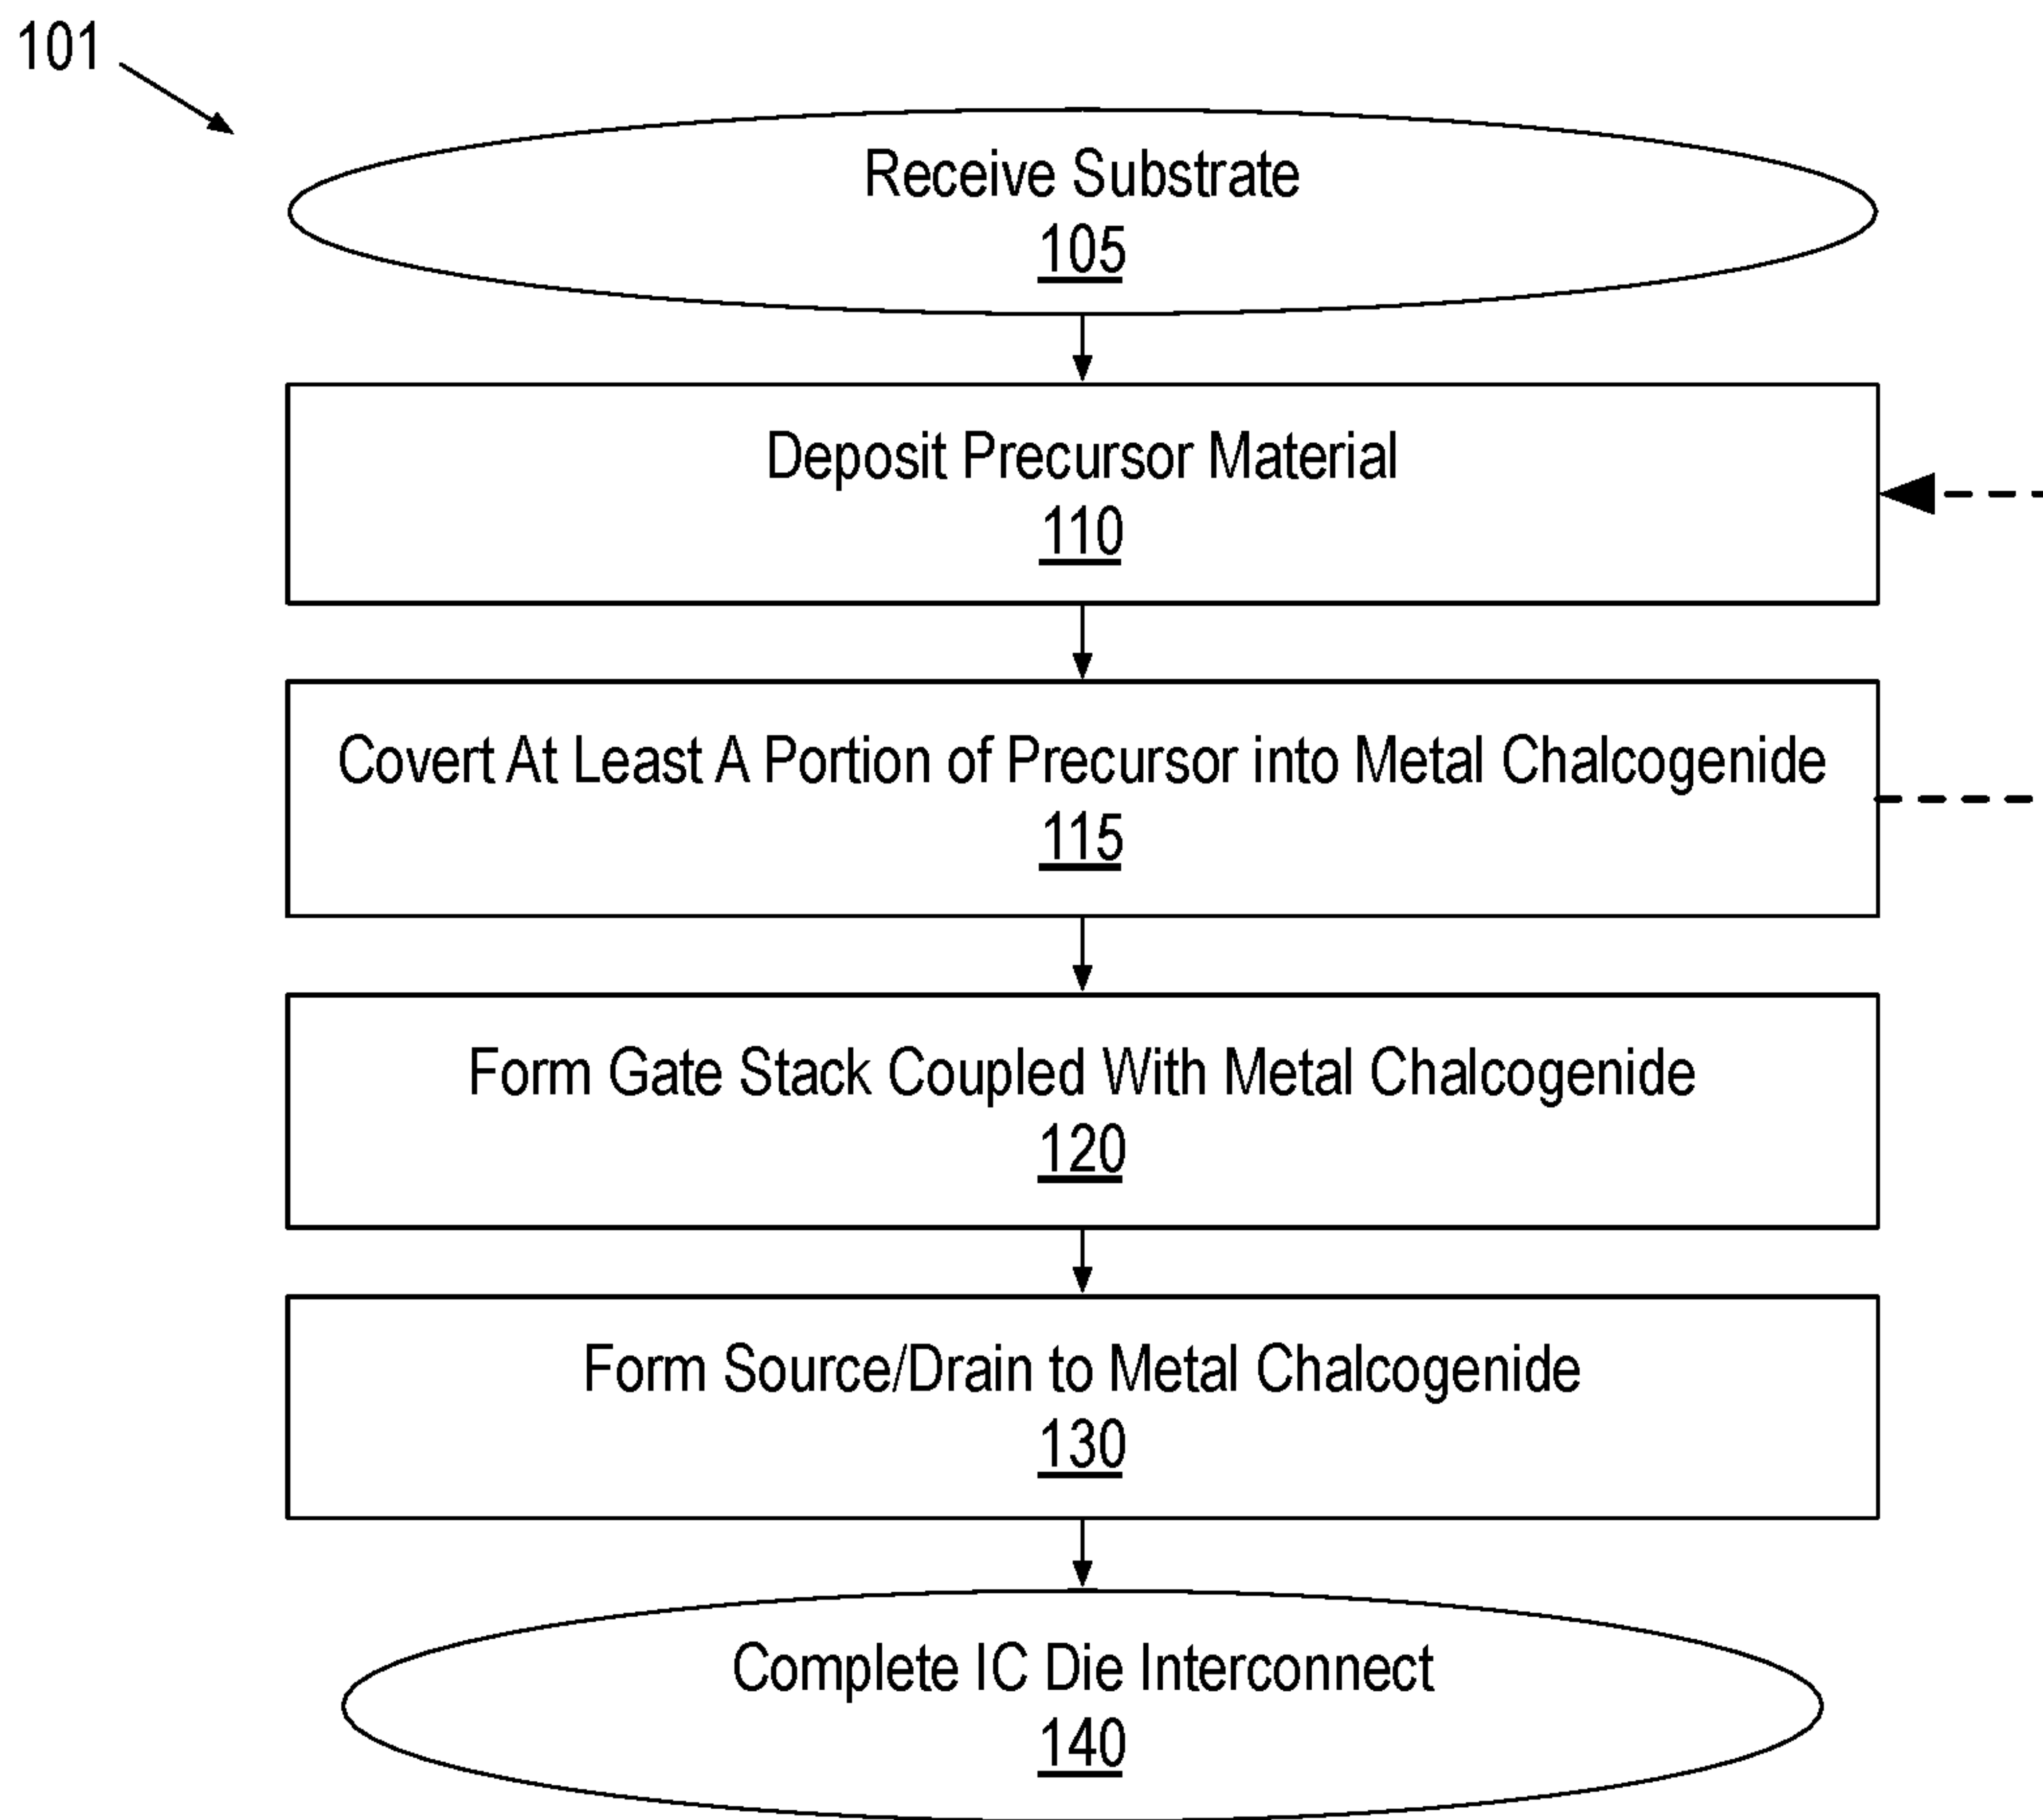 101
Receive Substrate
105
Deposit Precursor Material
110
Covert At Least A Portion of Precursor into Metal Chalcogenide
115
Form Gate Stack Coupled With Metal Chalcogenide
120
Form Source/Drain to Metal Chalcogenide
130
Complete IC Die Interconnect
140